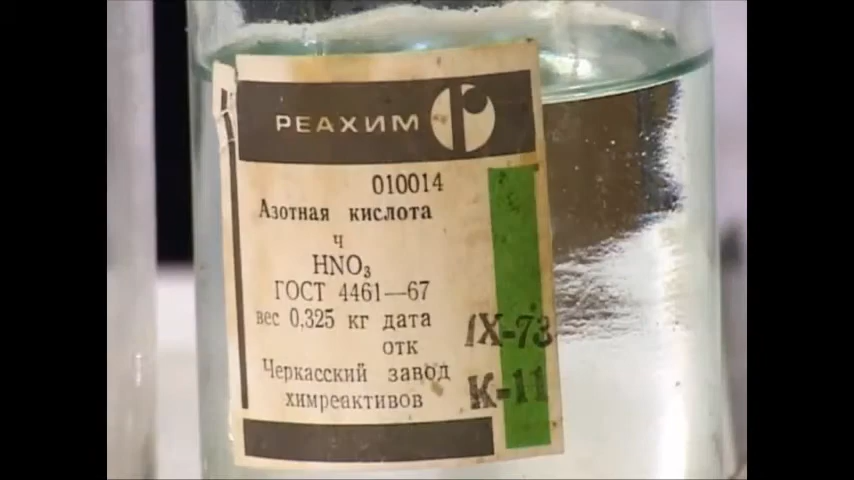 РЕАХИМ
010014
Азотная кислота
ч
HNO₃
ГОСТ 4461—67
вес 0,325 кг дата IX-73
отк К-11
Черкасский завод
химреактивов